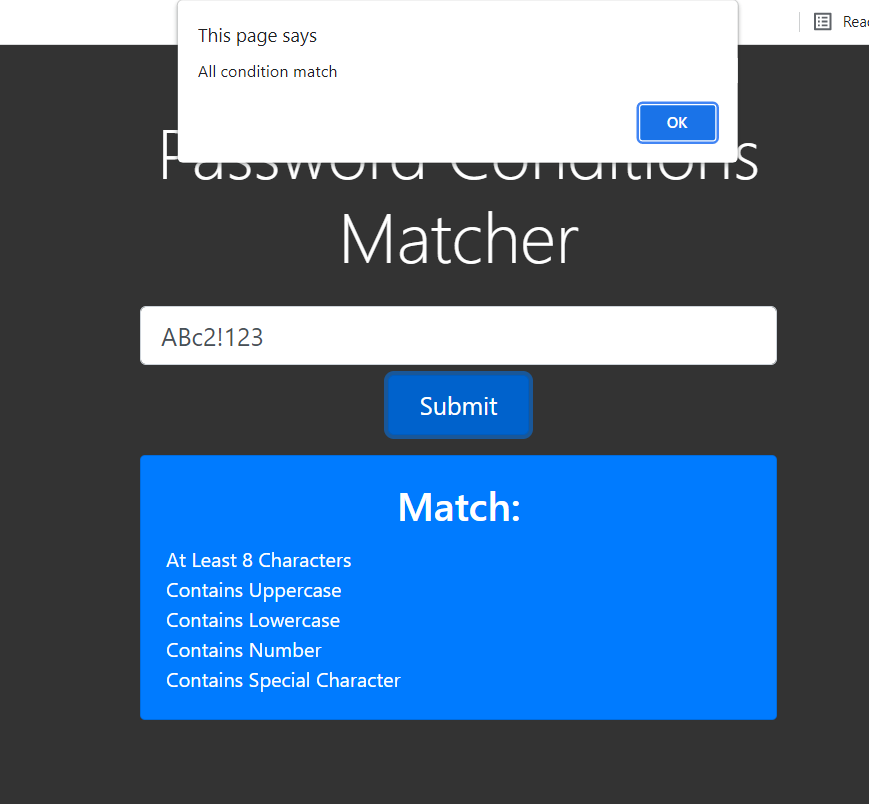 This page says
Read
All condition match
OK
Password Conditions
Matcher
ABc2!123
Submit
Match:
At Least 8 Characters
Contains Uppercase
Contains Lowercase
Contains Number
Contains Special Character